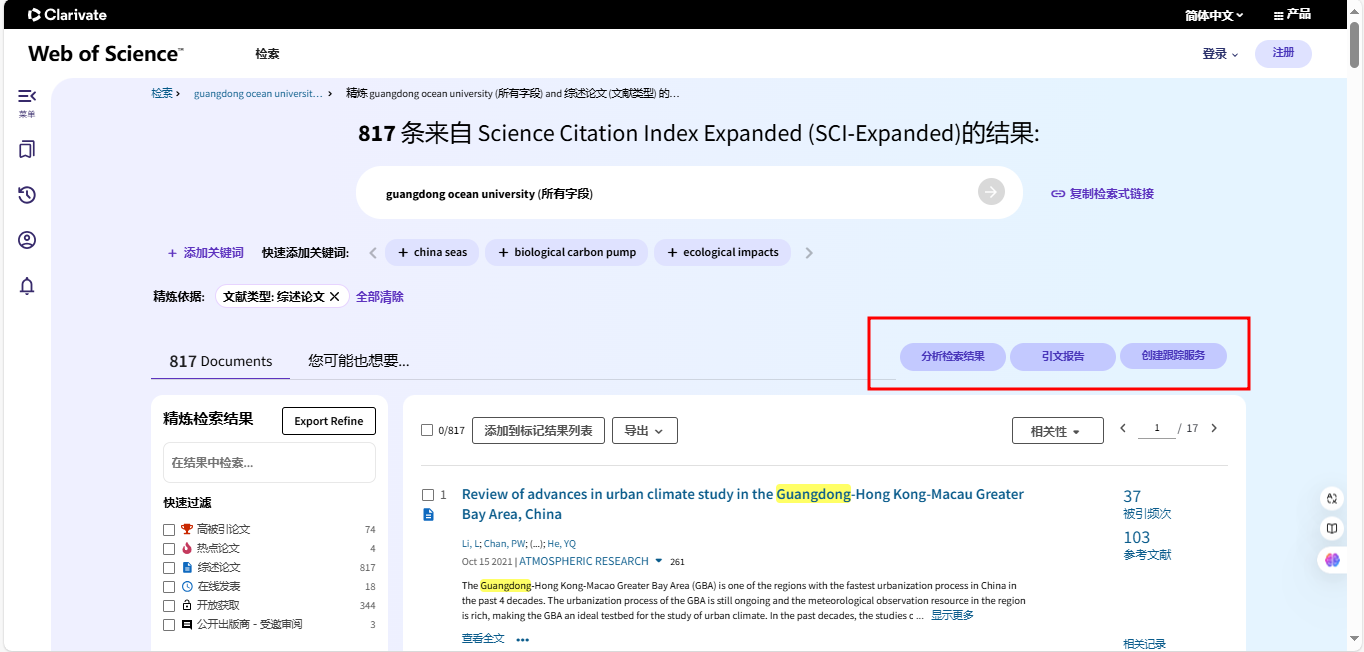 Clarivate
简体中文
产品
Web of Science™
检索
登录
注册
菜单
检索 › guangdong ocean universit... › 精炼 guangdong ocean university (所有字段) and 综述论文 (文献类型) 的...
817 条来自 Science Citation Index Expanded (SCI-Expanded)的结果:
guangdong ocean university (所有字段)
复制检索式链接
+ 添加关键词 快速添加关键词: + china seas + biological carbon pump + ecological impacts
精炼依据: 文献类型: 综述论文 × 全部清除
817 Documents 您可能也想要...
分析检索结果 引文报告 创建跟踪服务
精炼检索结果 Export Refine
在结果中检索...
快速过滤
高被引论文 74
热点论文 4
综述论文 817
在线发表 18
开放获取 344
公开出版商 - 受邀审阅 3
0/817 添加到标记结果列表 导出 相关性 1 / 17
1 Review of advances in urban climate study in the Guangdong-Hong Kong-Macau Greater
Bay Area, China
Li, L; Chan, PW; (...); He, YQ
Oct 15 2021 | ATMOSPHERIC RESEARCH 261
The Guangdong-Hong Kong-Macao Greater Bay Area (GBA) is one of the regions with the fastest urbanization process in China in
the past 4 decades. The urbanization process of the GBA is still ongoing and the meteorological observation resource in the region
is rich, making the GBA an ideal testbed for the study of urban climate. In the past decades, the studies c ... 显示更多
查看全文 •••
37
被引频次
103
参考文献
相关记录